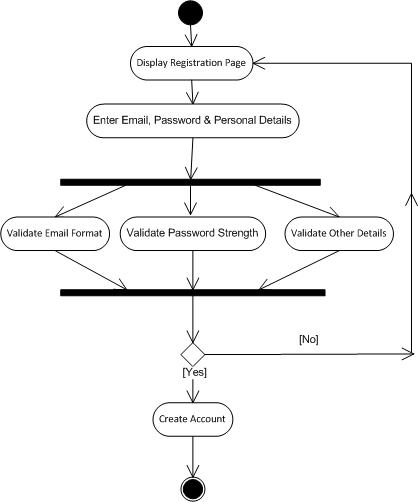 Display Registration Page
Enter Email, Password & Personal Details
Validate Email Format
Validate Password Strength
Validate Other Details
[No]
[Yes]
Create Account